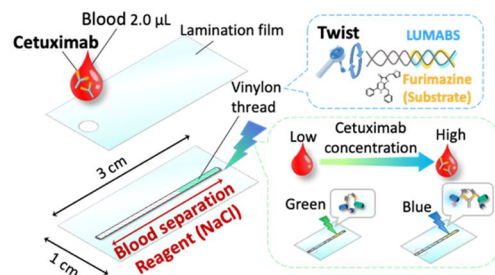 Blood 2.0 µL
Cetuximab
Lamination film
Twist
LUMABS
Furimazine
(Substrate)
Vinylon
thread
3 cm
1 cm
Blood separation
Reagent (NaCl)
Low
Cetuximab
concentration
High
Green
Blue